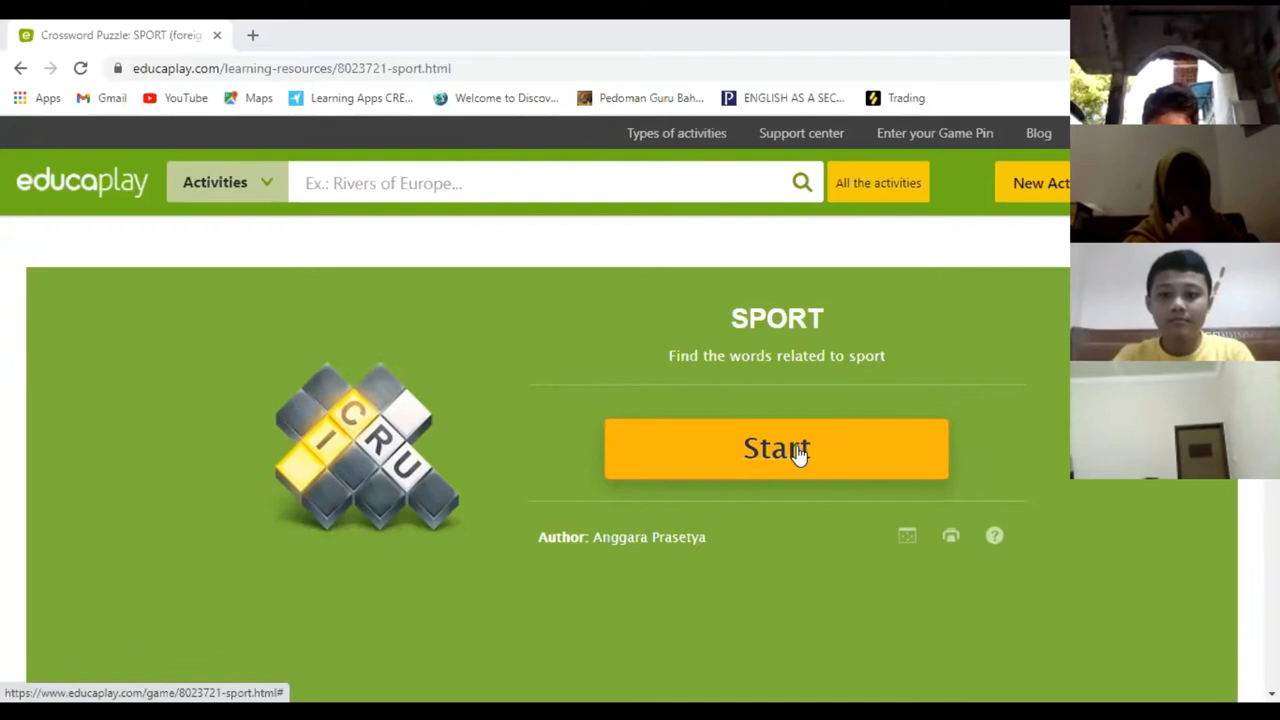 Crossword Puzzle: SPORT (foreig
educaplay.com/learning-resources/8023721-sport.html
Apps Gmail YouTube Maps Learning Apps CRE... Welcome to Discov... Pedoman Guru Bah... ENGLISH AS A SEC... Trading
Types of activities Support center Enter your Game Pin Blog
educaplay Activities Ex.: Rivers of Europe... All the activities New Act
SPORT
Find the words related to sport
C
I R
U
Start
Author: Anggara Prasetya
https://www.educaplay.com/game/8023721-sport.html#